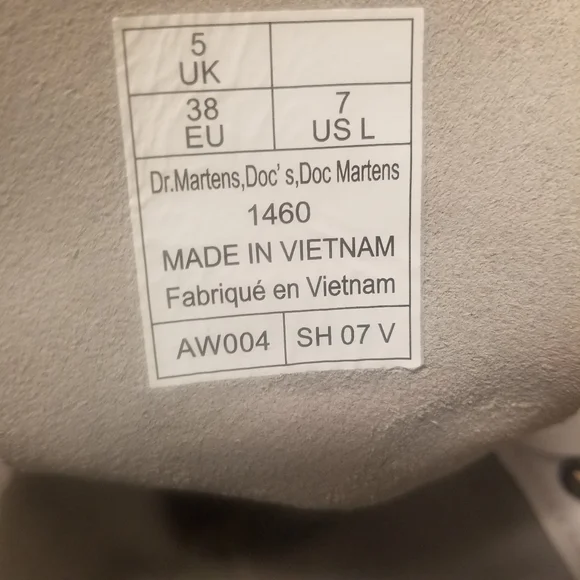 5
UK
38
EU
7
US L
Dr.Martens,Doc' s,Doc Martens
1460
MADE IN VIETNAM
Fabriqué en Vietnam
AW004
SH 07 V